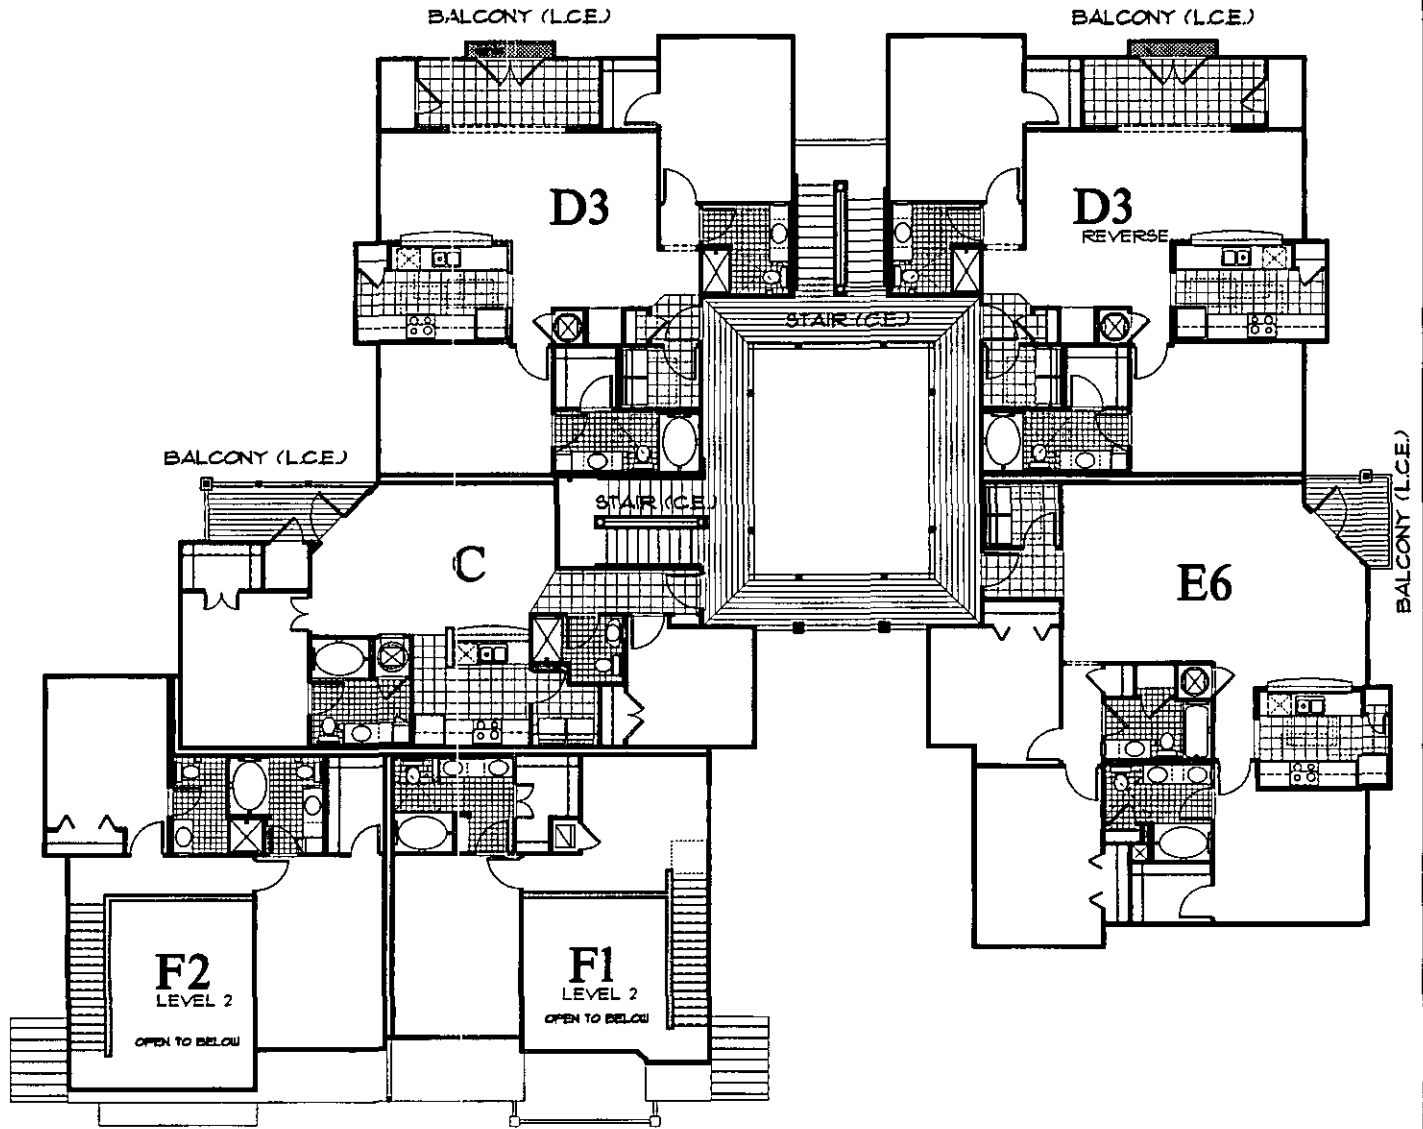 BALCONY (L.C.E.)
BALCONY (L.C.E.)
D3
D3
REVERSE
STAIR (C.E.)
BALCONY (L.C.E.)
BALCONY (L.C.E.)
STAIR (C.E.)
C
E6
F2
LEVEL 2
OPEN TO BELOW
F1
LEVEL 2
OPEN TO BELOW